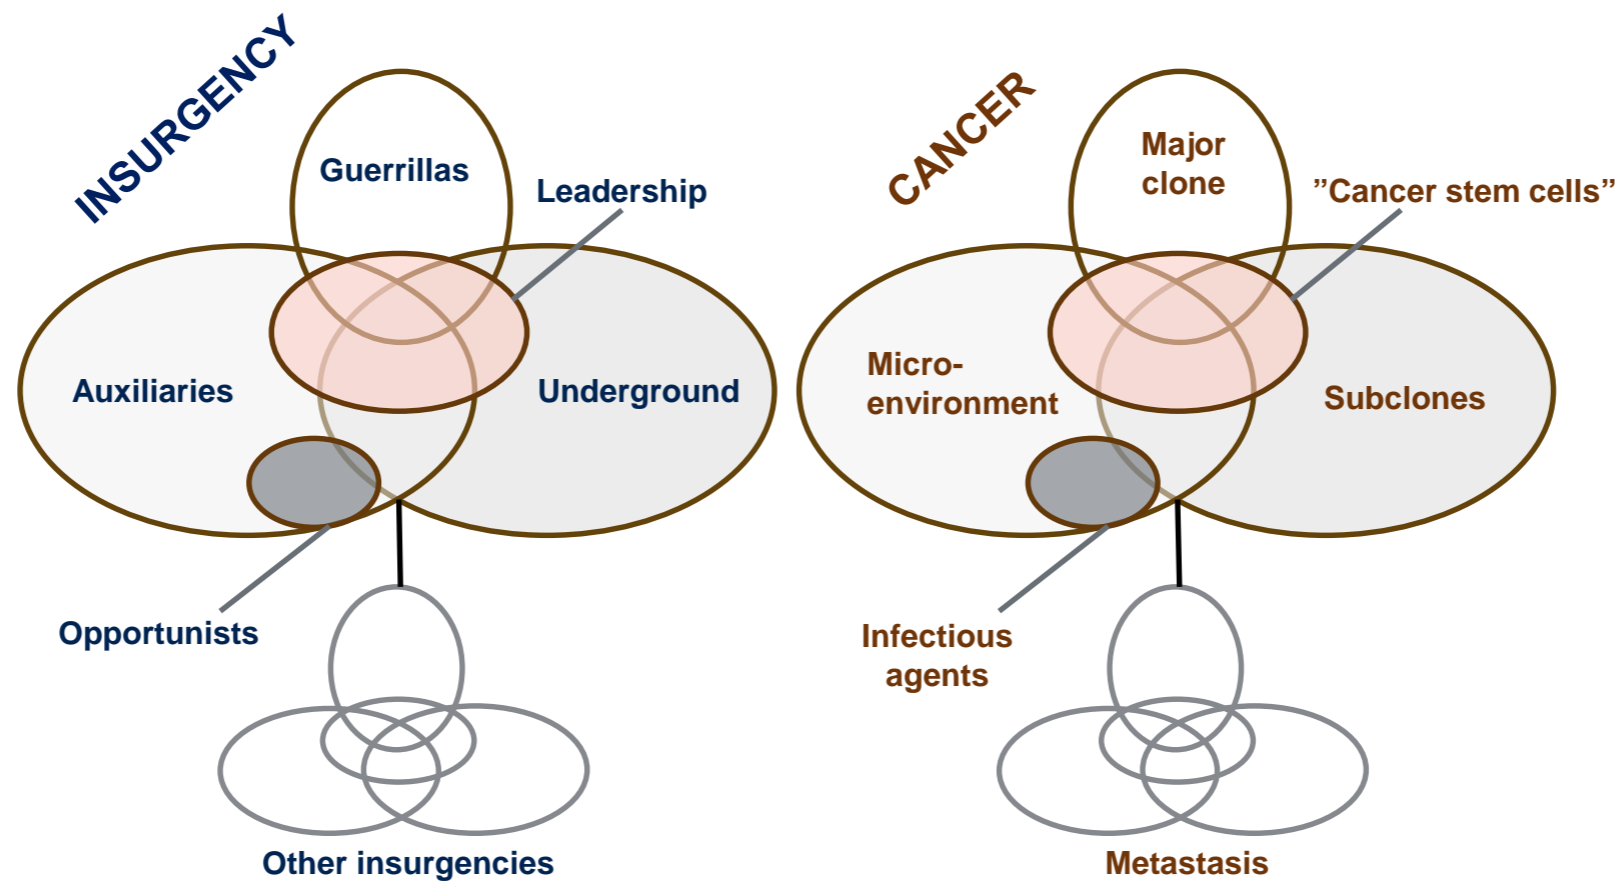 INSURGENCY
Guerrillas
Leadership
Auxiliaries
Underground
Opportunists
Other insurgencies
CANCER
Major
clone
”Cancer stem cells”
Micro-
environment
Subclones
Infectious
agents
Metastasis